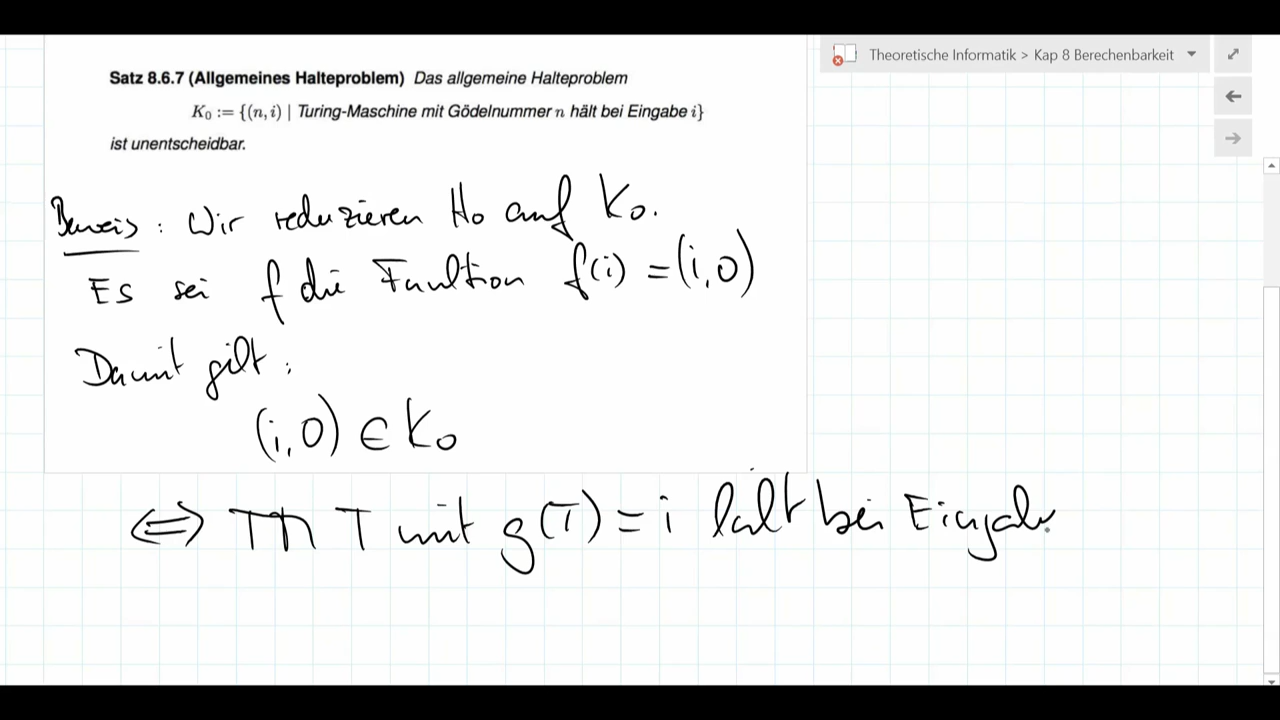 Theoretische Informatik > Kap 8 Berechenbarkeit
Satz 8.6.7 (Allgemeines Halteproblem) Das allgemeine Halteproblem
K₀ := {(n, i) | Turing-Maschine mit Gödelnummer n hält bei Eingabe i}
ist unentscheidbar.
Beweis: Wir reduzieren H₀ auf K₀.
Es sei f die Funktion f(i) = (i,0)
Damit gilt:
(i,0) ∈ K₀
⇔ TM T mit g(T) = i hält bei Eingabe